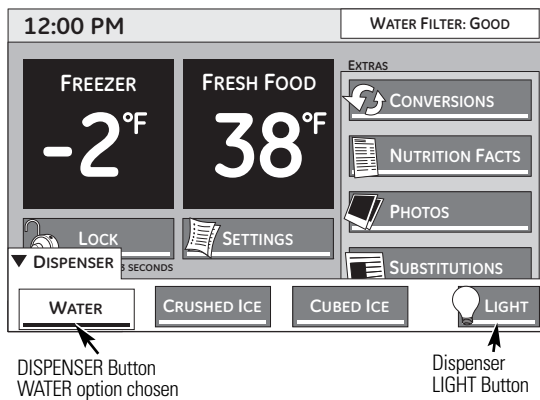 12:00 PM
WATER FILTER: GOOD
FREEZER
-2°F
FRESH FOOD
38°F
EXTRAS
CONVERSIONS
NUTRITION FACTS
PHOTOS
SUBSTITUTIONS
LOCK
3 SECONDS
SETTINGS
▼ DISPENSER
WATER
CRUSHED ICE
CUBED ICE
LIGHT
DISPENSER Button
WATER option chosen
Dispenser
LIGHT Button